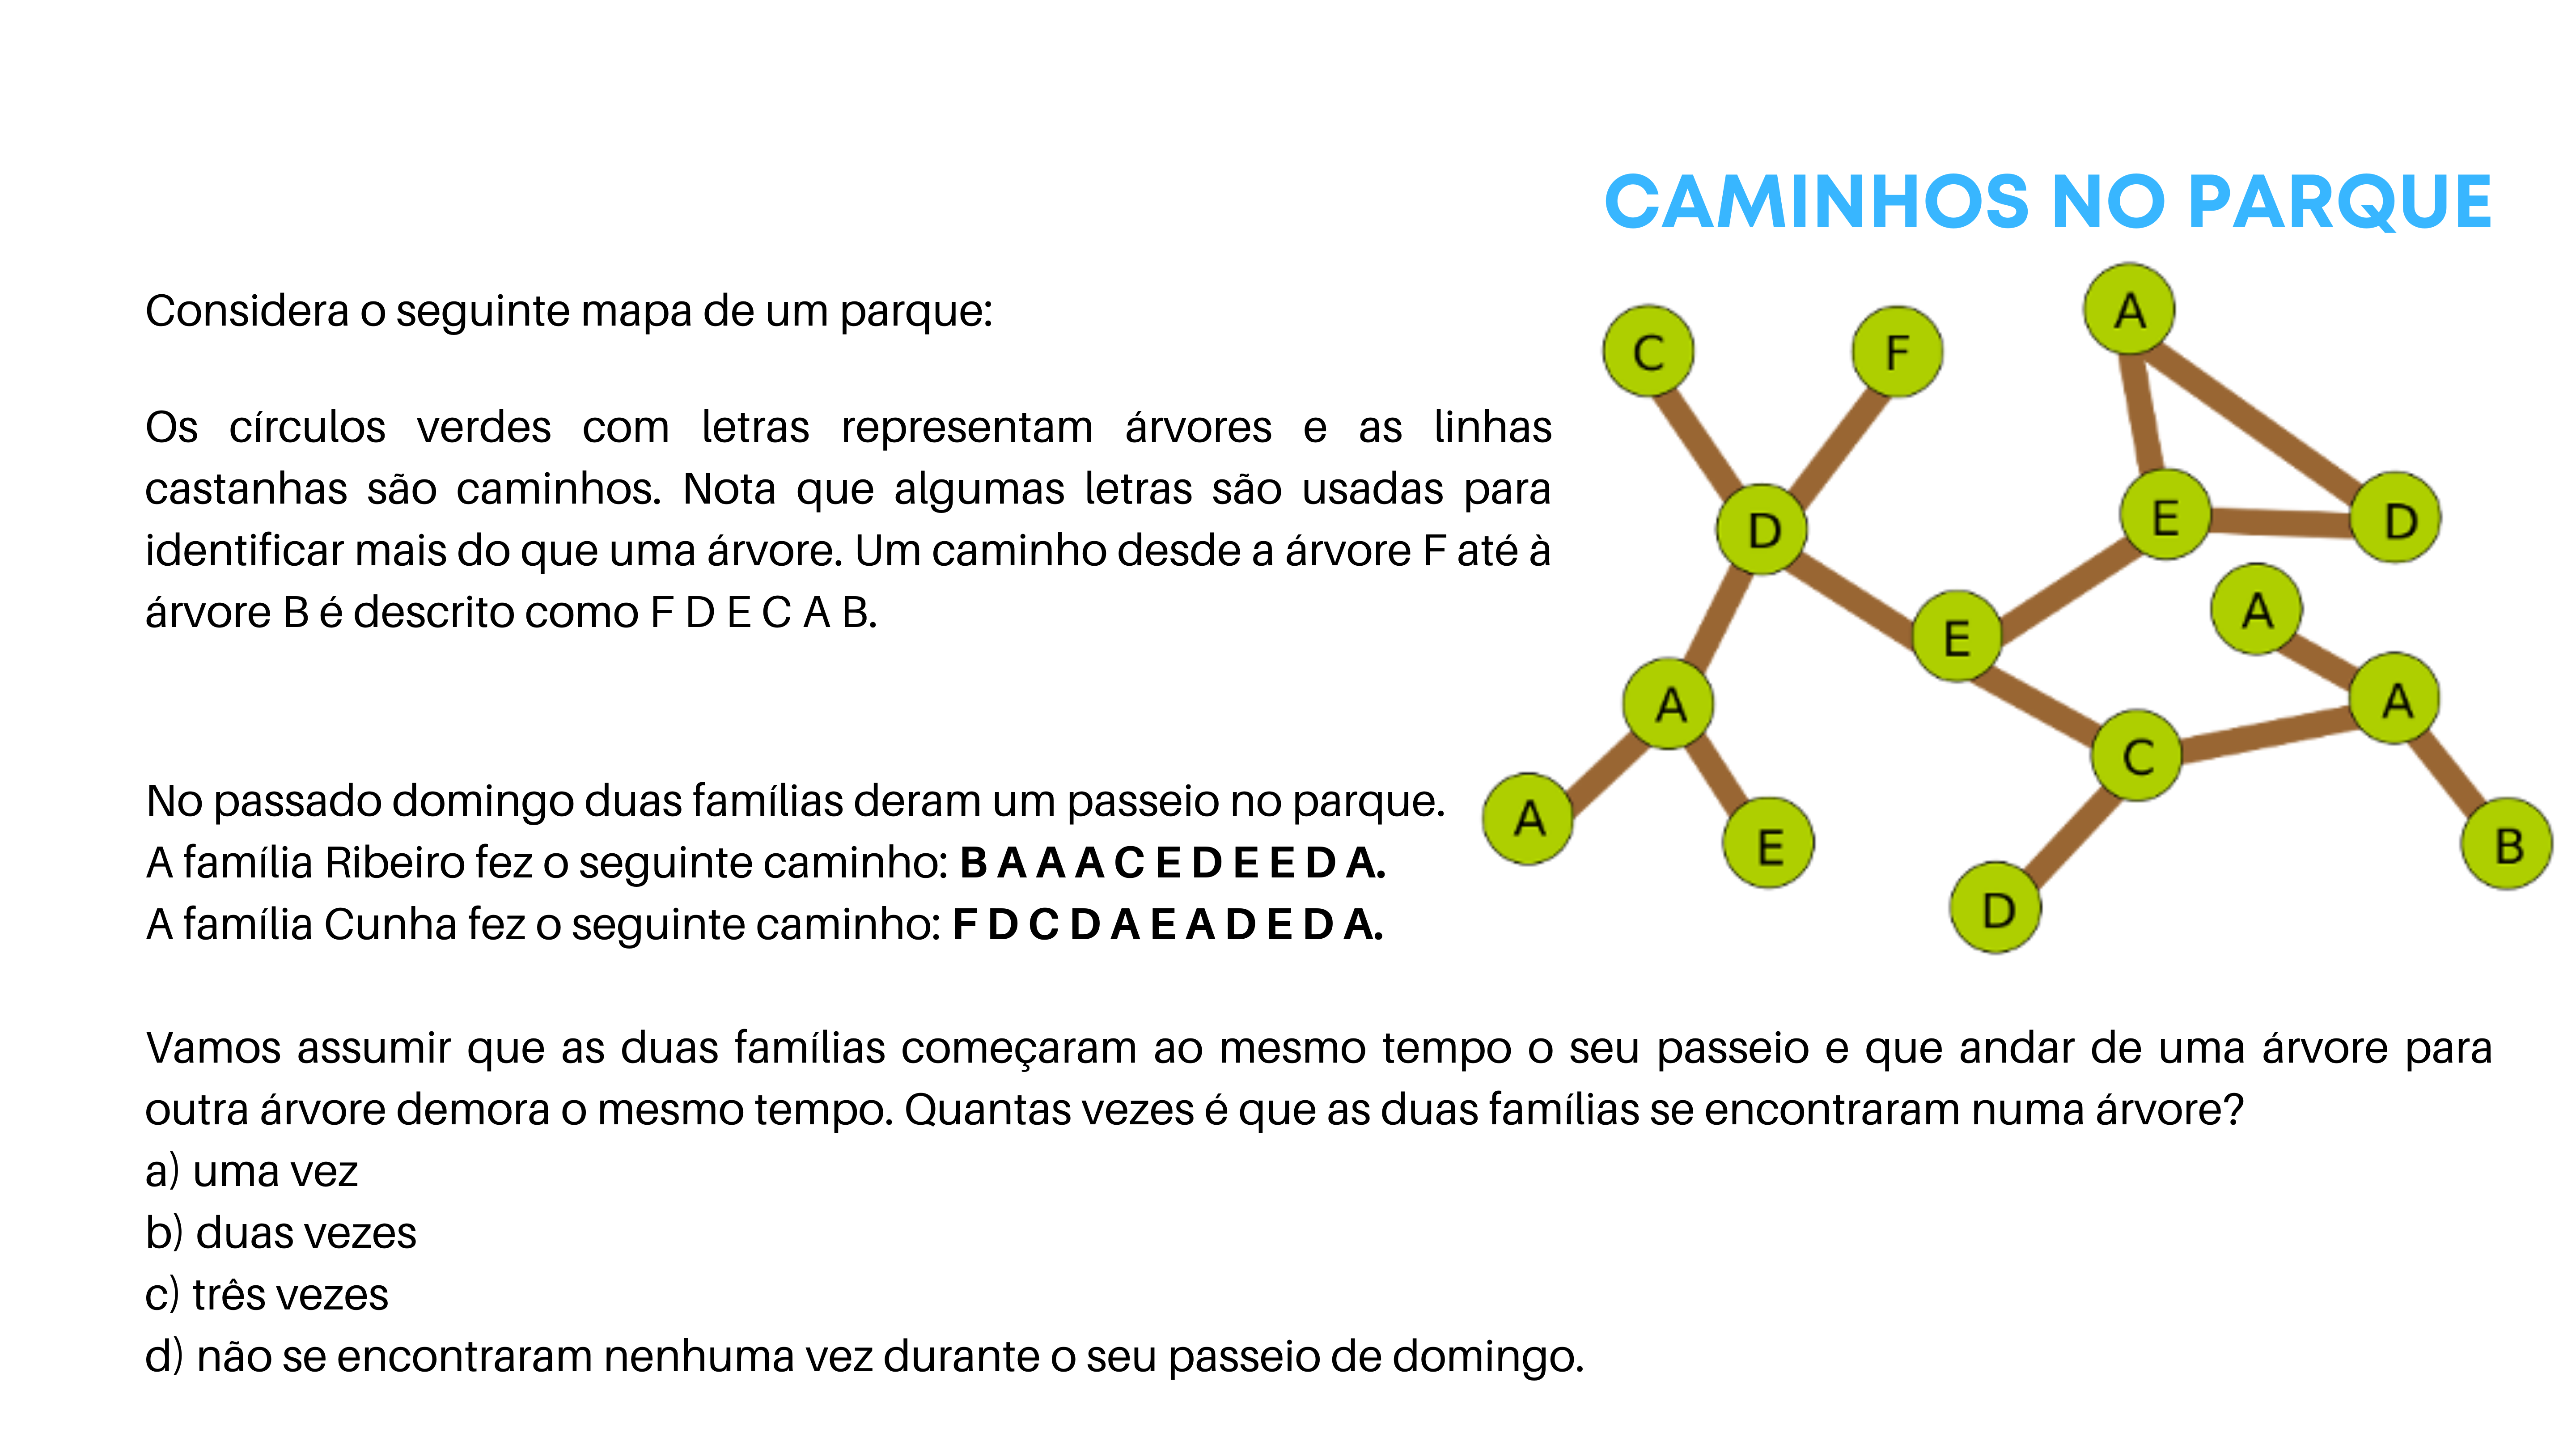 CAMINHOS NO PARQUE
Considera o seguinte mapa de um parque:
Os círculos verdes com letras representam árvores e as linhas
castanhas são caminhos. Nota que algumas letras são usadas para
identificar mais do que uma árvore. Um caminho desde a árvore F até à
árvore B é descrito como F D E C A B.
No passado domingo duas famílias deram um passeio no parque.
A família Ribeiro fez o seguinte caminho: B A A A C E D E E D A.
A família Cunha fez o seguinte caminho: F D C D A E A D E D A.
A
C
F
D
E
D
E
A
A
A
C
A
E
B
D
Vamos assumir que as duas famílias começaram ao mesmo tempo o seu passeio e que andar de uma árvore para
outra árvore demora o mesmo tempo. Quantas vezes é que as duas famílias se encontraram numa árvore?
a) uma vez
b) duas vezes
c) três vezes
d) não se encontraram nenhuma vez durante o seu passeio de domingo.